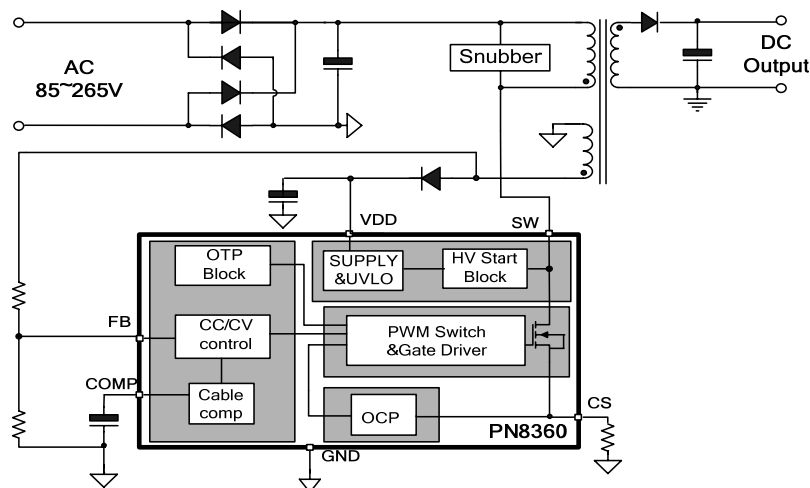 AC
85~265V
Snubber
DC
Output
VDD
SW
OTP
Block
SUPPLY
&UVLO
HV Start
Block
FB
CC/CV
control
PWM Switch
&Gate Driver
COMP
Cable
comp
OCP
CS
PN8360
GND